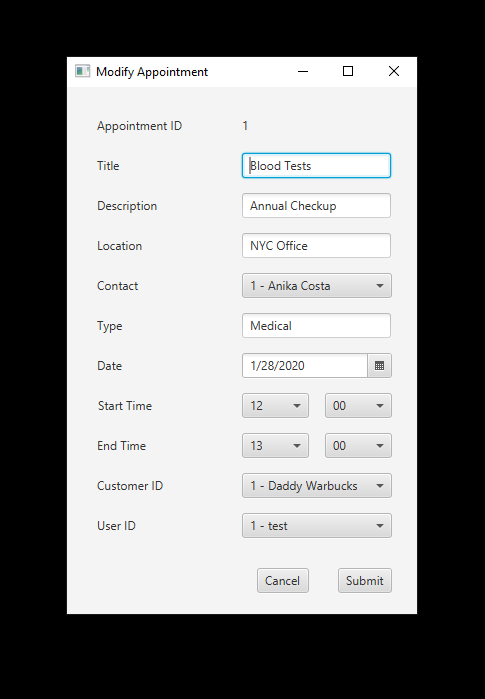 Modify Appointment
Appointment ID 1
Title Blood Tests
Description Annual Checkup
Location NYC Office
Contact 1 - Anika Costa
Type Medical
Date 1/28/2020
Start Time 12 00
End Time 13 00
Customer ID 1 - Daddy Warbucks
User ID 1 - test
Cancel Submit